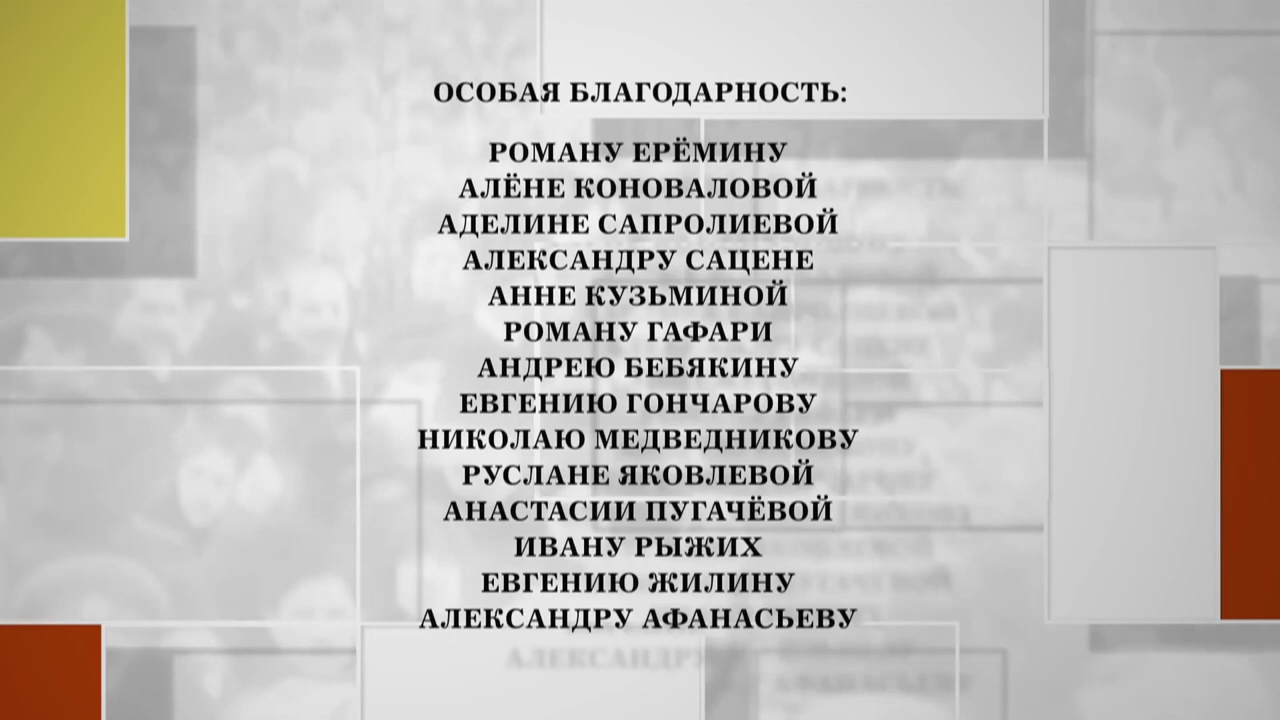 ОСОБАЯ БЛАГОДАРНОСТЬ:
РОМАНУ ЕРЁМИНУ
АЛЁНЕ КОНОВАЛОВОЙ
АДЕЛИНЕ САПРОЛИЕВОЙ
АЛЕКСАНДРУ САЦЕНЕ
АННЕ КУЗЬМИНОЙ
РОМАНУ ГАФАРИ
АНДРЕЮ БЕБЯКИНУ
ЕВГЕНИЮ ГОНЧАРОВУ
НИКОЛАЮ МЕДВЕДНИКОВУ
РУСЛАНЕ ЯКОВЛЕВОЙ
АНАСТАСИИ ПУГАЧЁВОЙ
ИВАНУ РЫЖИХ
ЕВГЕНИЮ ЖИЛИНУ
АЛЕКСАНДРУ АФАНАСЬЕВУ